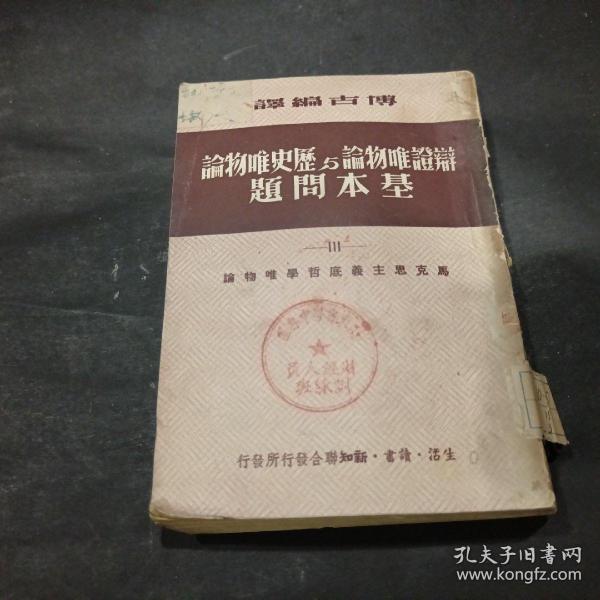 博古編譯
辯證唯物論与歷史唯物論
基本問題
III
馬克思主義底哲學唯物論
生活·讀書·新知聯合發行所發行
孔夫子旧书网
www.kongfz.com